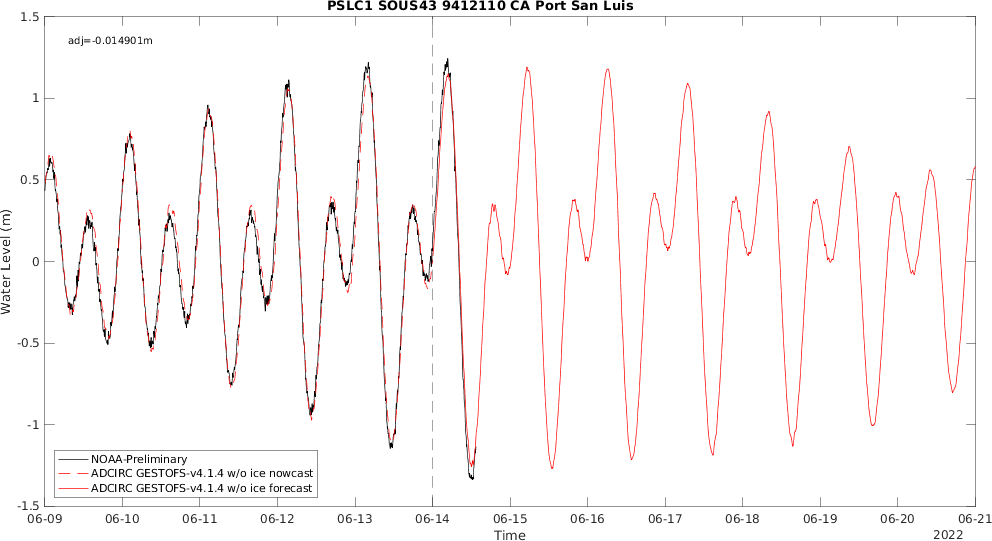 PSLC1 SOUS43 9412110 CA Port San Luis
adj=-0.014901m
1.5
1
0.5
0
-0.5
-1
-1.5
Water Level (m)
NOAA-Preliminary
ADCIRC GESTOFS-v4.1.4 w/o ice nowcast
ADCIRC GESTOFS-v4.1.4 w/o ice forecast
06-09 06-10 06-11 06-12 06-13 06-14 06-15 06-16 06-17 06-18 06-19 06-20 06-21
Time
2022